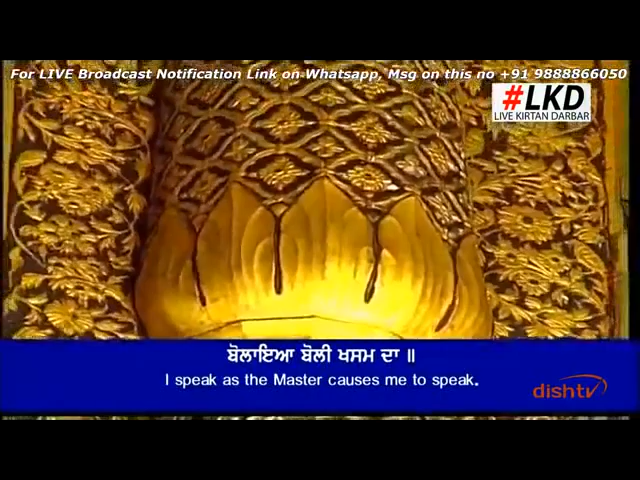 For LIVE Broadcast Notification Link on Whatsapp, Msg on this no +91 9888866050
#LKD
LIVE KIRTAN DARBAR
ਬੋਲਾਇਆ ਬੋਲੀ ਖਸਮ ਦਾ ॥
I speak as the Master causes me to speak.
dishtv